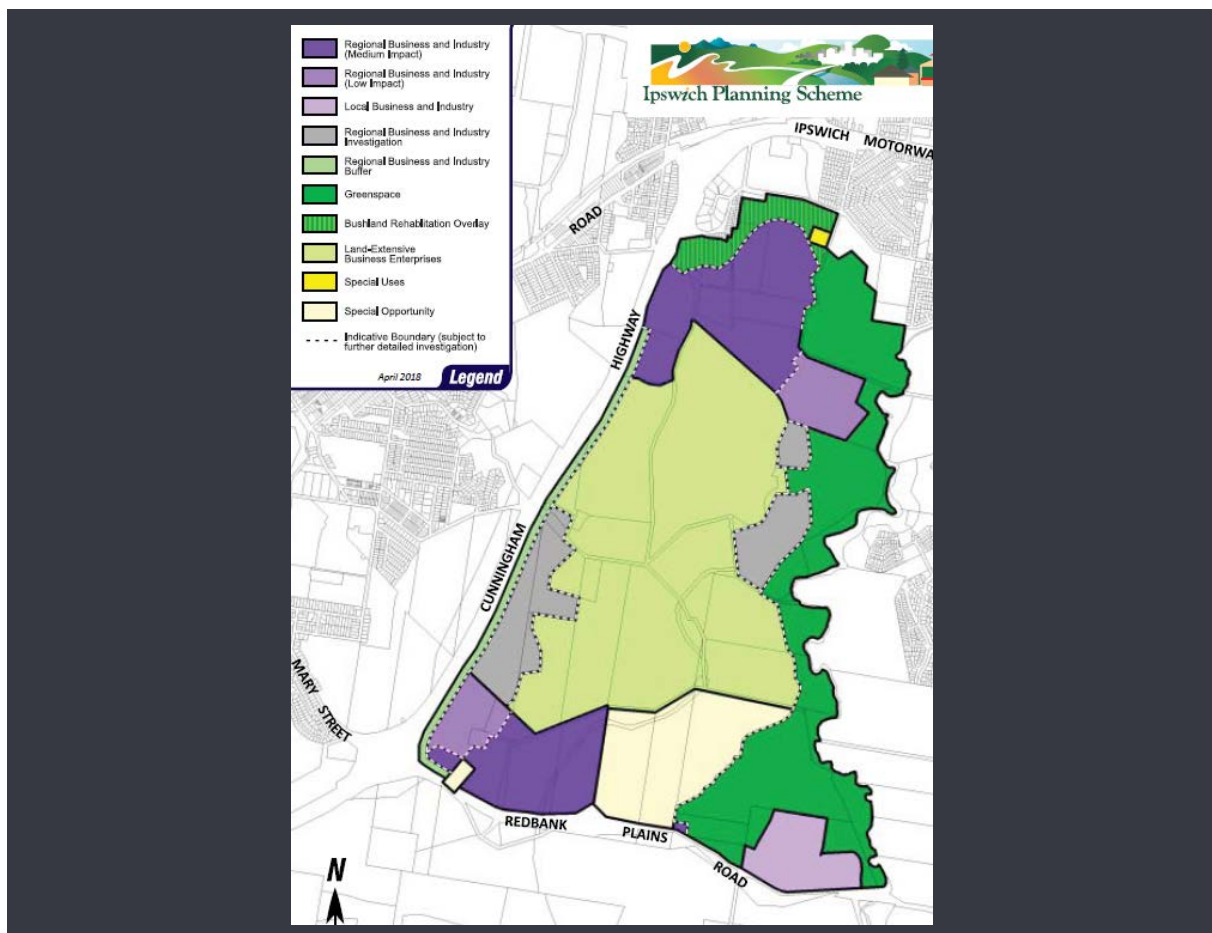 Regional Business and Industry
(Medium Impact)
Regional Business and Industry
(Low Impact)
Local Business and Industry
Regional Business and Industry
Investigation
Regional Business and Industry
Buffer
Greenspace
Bushland Rehabilitation Overlay
Land-Extensive
Business Enterprises
Special Uses
Special Opportunity
Indicative Boundary (subject to
further detailed investigation)
April 2018
Legend
Ipswich Planning Scheme
IPSWICH MOTORWA
ROAD
HIGHWAY
CUNNINGHAM
MARY STREET
REDBANK PLAINS ROAD
N